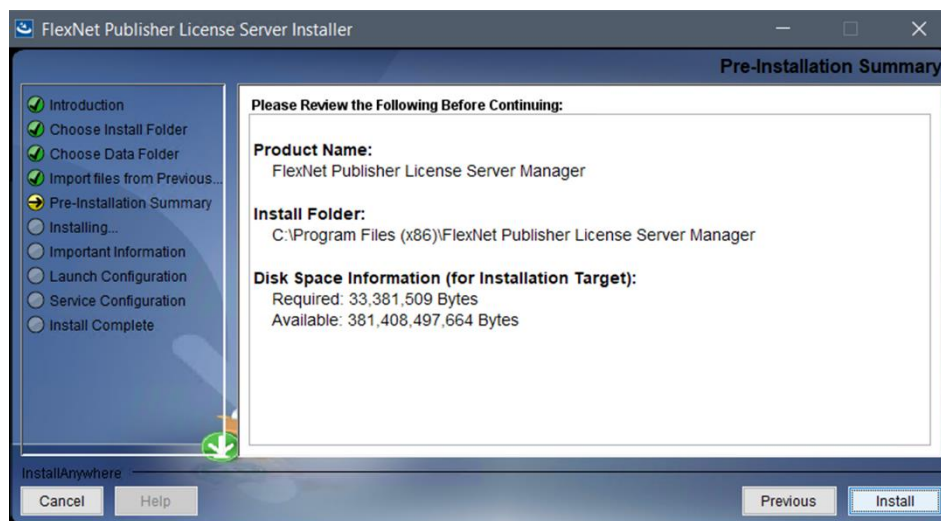 FlexNet Publisher License Server Installer
Pre-Installation Summary
Introduction
Choose Install Folder
Choose Data Folder
Import files from Previous...
Pre-Installation Summary
Installing...
Important Information
Launch Configuration
Service Configuration
Install Complete
Please Review the Following Before Continuing:
Product Name:
FlexNet Publisher License Server Manager
Install Folder:
C:\Program Files (x86)\FlexNet Publisher License Server Manager
Disk Space Information (for Installation Target):
Required: 33,381,509 Bytes
Available: 381,408,497,664 Bytes
InstallAnywhere
Cancel
Help
Previous
Install